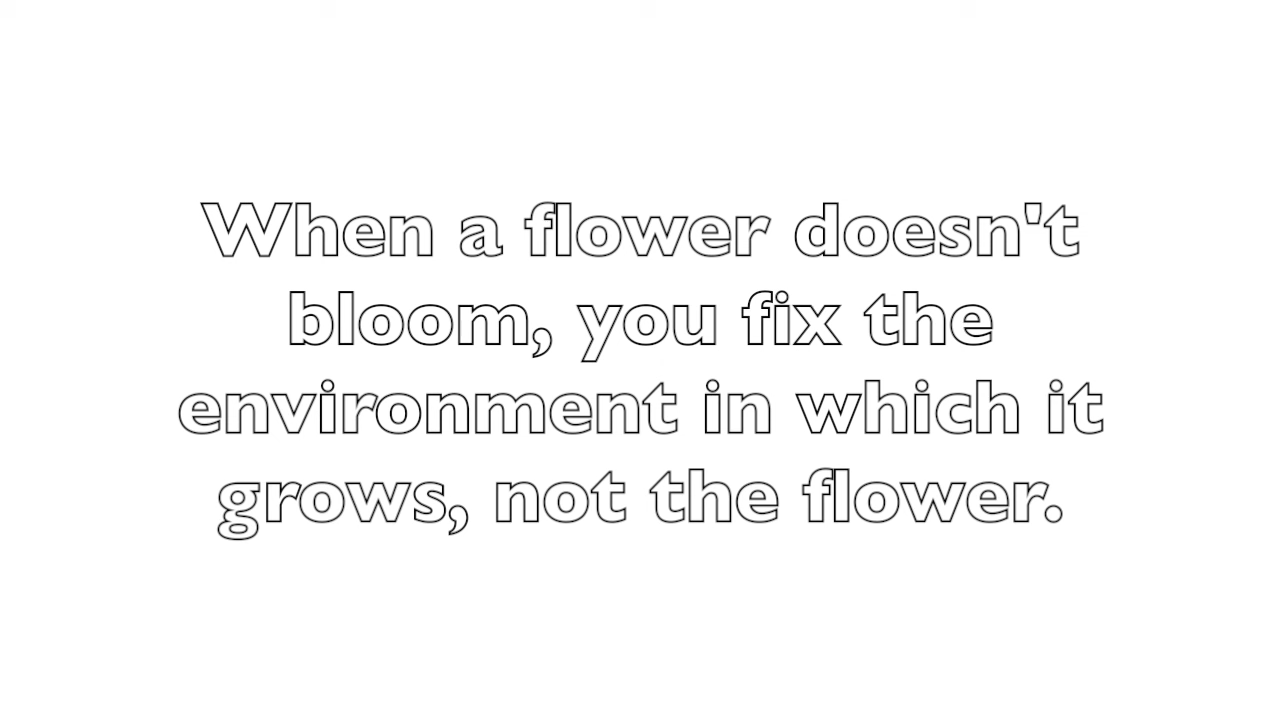 When a flower doesn't
bloom, you fix the
environment in which it
grows, not the flower.